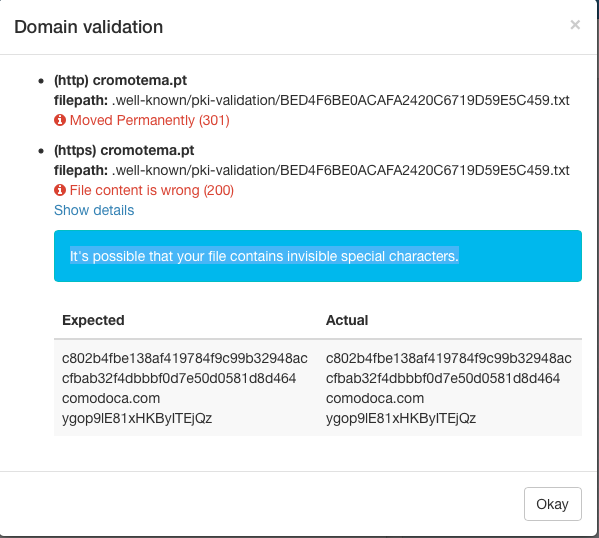 Domain validation
×
(http) cromotema.pt
filepath: .well-known/pki-validation/BED4F6BE0ACAFA2420C6719D59E5C459.txt
Moved Permanently (301)
(https) cromotema.pt
filepath: .well-known/pki-validation/BED4F6BE0ACAFA2420C6719D59E5C459.txt
File content is wrong (200)
Show details
It's possible that your file contains invisible special characters.
Expected Actual
c802b4fbe138af419784f9c99b32948ac c802b4fbe138af419784f9c99b32948ac
cfbab32f4dbbbf0d7e50d0581d8d464 cfbab32f4dbbbf0d7e50d0581d8d464
comodoca.com comodoca.com
ygop9lE81xHKBylTEjQz ygop9lE81xHKBylTEjQz
Okay